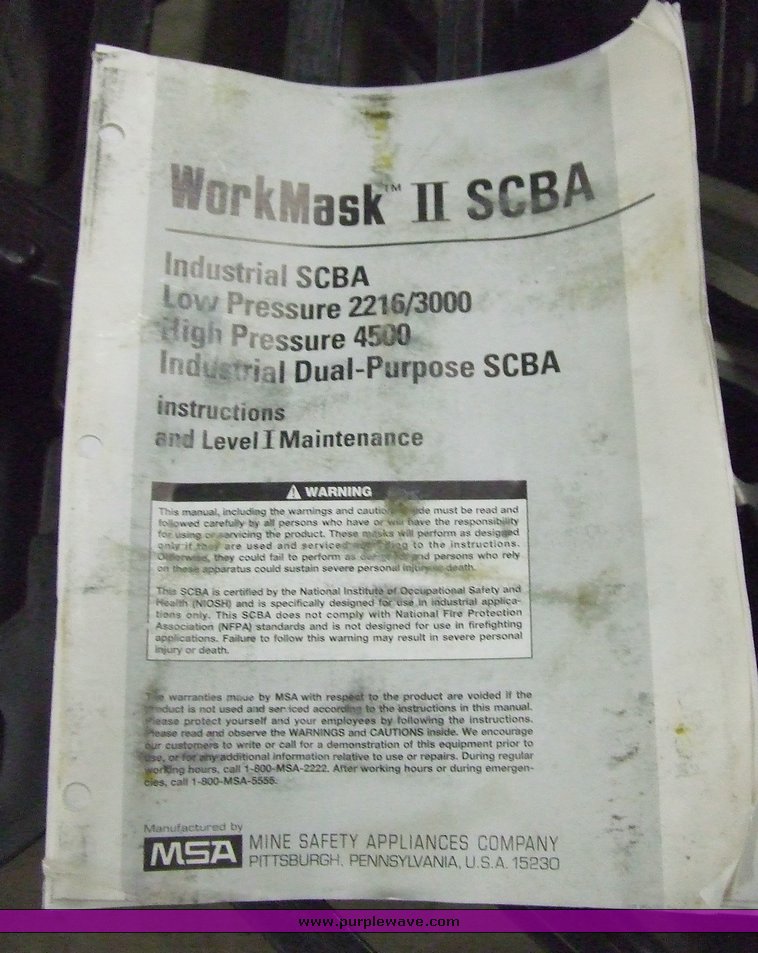 WorkMask™ II SCBA
Industrial SCBA
Low Pressure 2216/3000
High Pressure 4500
Industrial Dual-Purpose SCBA
instructions
and Level I Maintenance
⚠ WARNING
This manual, including the warnings and cautions inside must be read and
followed carefully by all persons who have or will have the responsibility
for using or servicing the product. These masks will perform as designed
only if they are used and serviced according to the instructions.
Otherwise, they could fail to perform as designed and persons who rely
on these apparatus could sustain severe personal injury or death.
This SCBA is certified by the National Institute of Occupational Safety and
Health (NIOSH) and is specifically designed for use in industrial applica-
tions only. This SCBA does not comply with National Fire Protection
Association (NFPA) standards and is not designed for use in firefighting
applications. Failure to follow this warning may result in severe personal
injury or death.
The warranties made by MSA with respect to the product are voided if the
product is not used and serviced according to the instructions in this manual.
Please protect yourself and your employees by following the instructions.
Please read and observe the WARNINGS and CAUTIONS inside. We encourage
our customers to write or call for a demonstration of this equipment prior to
use, or for any additional information relative to use or repairs. During regular
working hours, call 1-800-MSA-2222. After working hours or during emergen-
cies, call 1-800-MSA-5555.
Manufactured by
MSA MINE SAFETY APPLIANCES COMPANY
PITTSBURGH, PENNSYLVANIA, U.S.A. 15230
www.purplewave.com